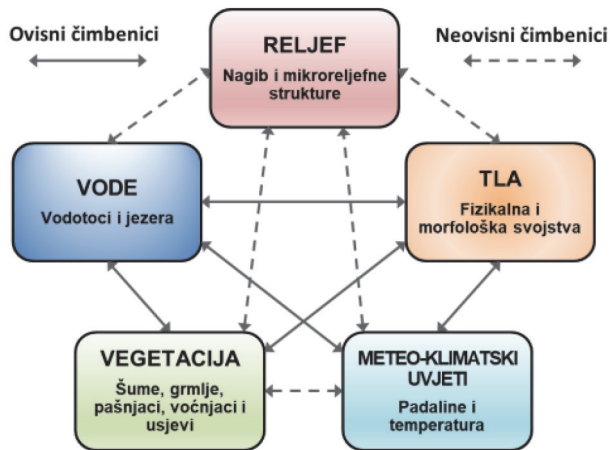 Ovisni čimbenici
Neovisni čimbenici
RELJEF
Nagib i mikroreljefne
strukture
VODE
Vodotoci i jezera
TLA
Fizikalna i
morfološka svojstva
VEGETACIJA
Šume, grmlje,
pašnjaci, voćnjaci i
usjevi
METEO-KLIMATSKI
UVJETI
Padaline i
temperatura